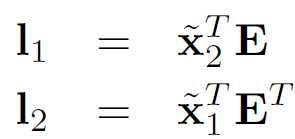 l₁ = x̃₂ᵀ E
l₂ = x̃₁ᵀ Eᵀ